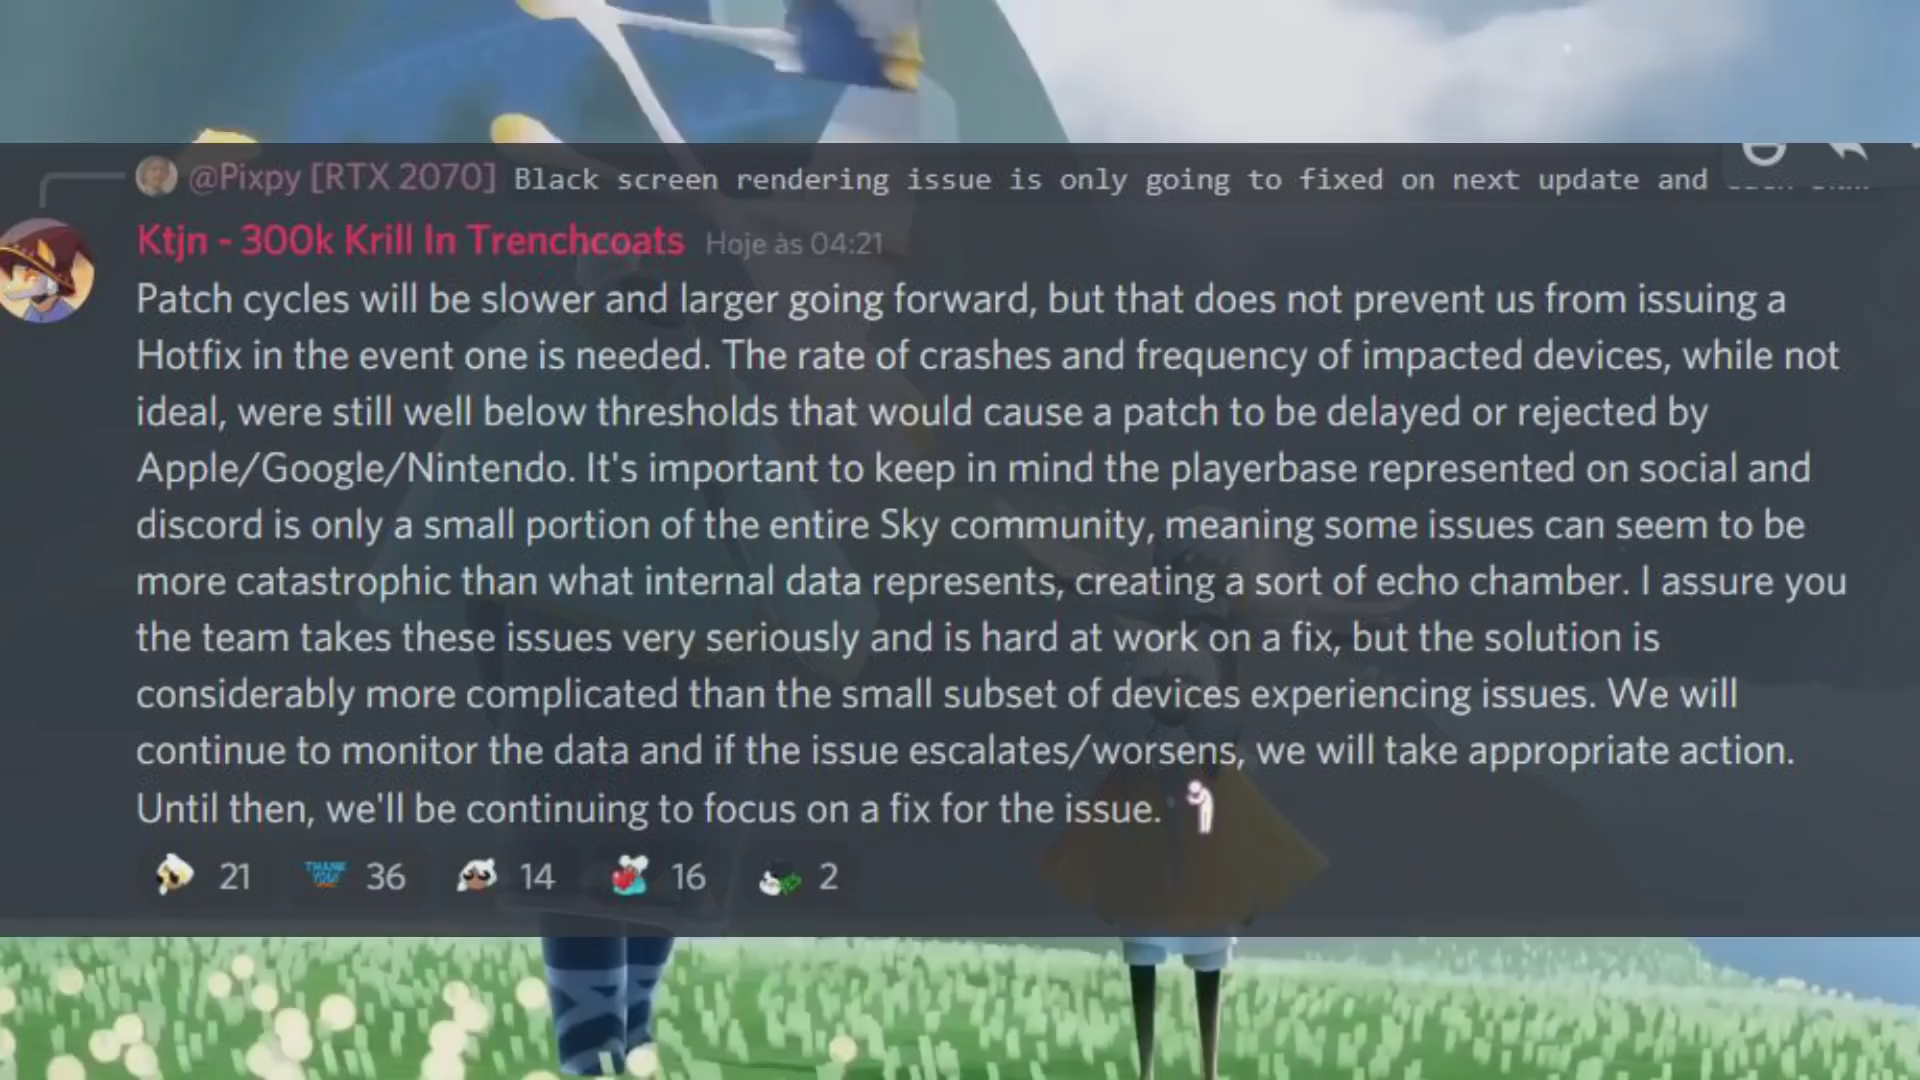 @Pixpy [RTX 2070] Black screen rendering issue is only going to fixed on next update and
Ktjn - 300k Krill In Trenchcoats Hoje às 04:21
Patch cycles will be slower and larger going forward, but that does not prevent us from issuing a
Hotfix in the event one is needed. The rate of crashes and frequency of impacted devices, while not
ideal, were still well below thresholds that would cause a patch to be delayed or rejected by
Apple/Google/Nintendo. It's important to keep in mind the playerbase represented on social and
discord is only a small portion of the entire Sky community, meaning some issues can seem to be
more catastrophic than what internal data represents, creating a sort of echo chamber. I assure you
the team takes these issues very seriously and is hard at work on a fix, but the solution is
considerably more complicated than the small subset of devices experiencing issues. We will
continue to monitor the data and if the issue escalates/worsens, we will take appropriate action.
Until then, we'll be continuing to focus on a fix for the issue.
21 THANK YOU! 36 14 16 2